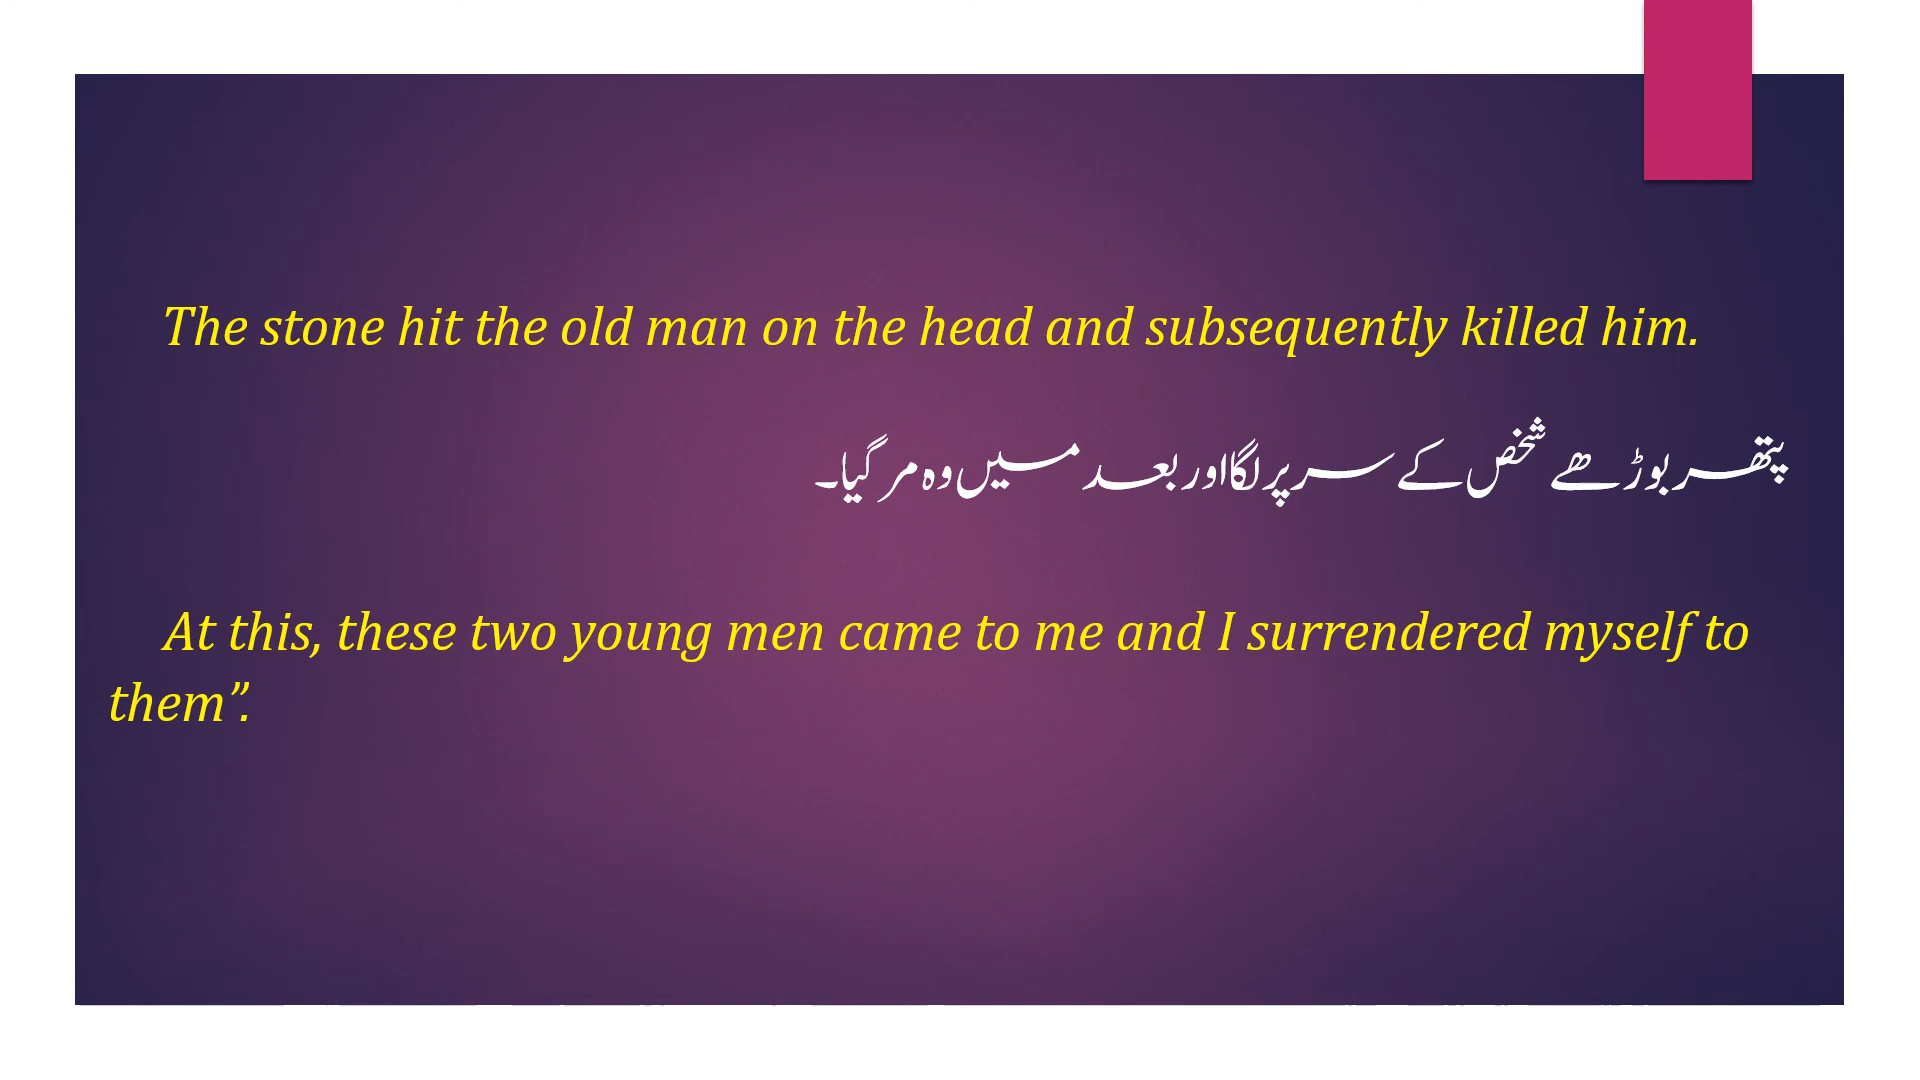 The stone hit the old man on the head and subsequently killed him.
پتھر بوڑھے شخص کے سر پر لگا اور بعد میں وہ مر گیا۔
At this, these two young men came to me and I surrendered myself to
them”.